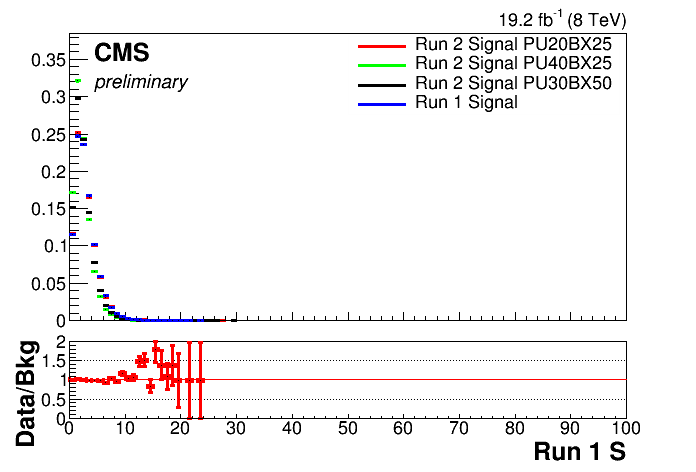 19.2 fb⁻¹ (8 TeV)
CMS
preliminary
Run 2 Signal PU20BX25
Run 2 Signal PU40BX25
Run 2 Signal PU30BX50
Run 1 Signal
0.35
0.3
0.25
0.2
0.15
0.1
0.05
0
Data/Bkg
2
1.5
1
0.5
0
0 10 20 30 40 50 60 70 80 90 100
Run 1 S